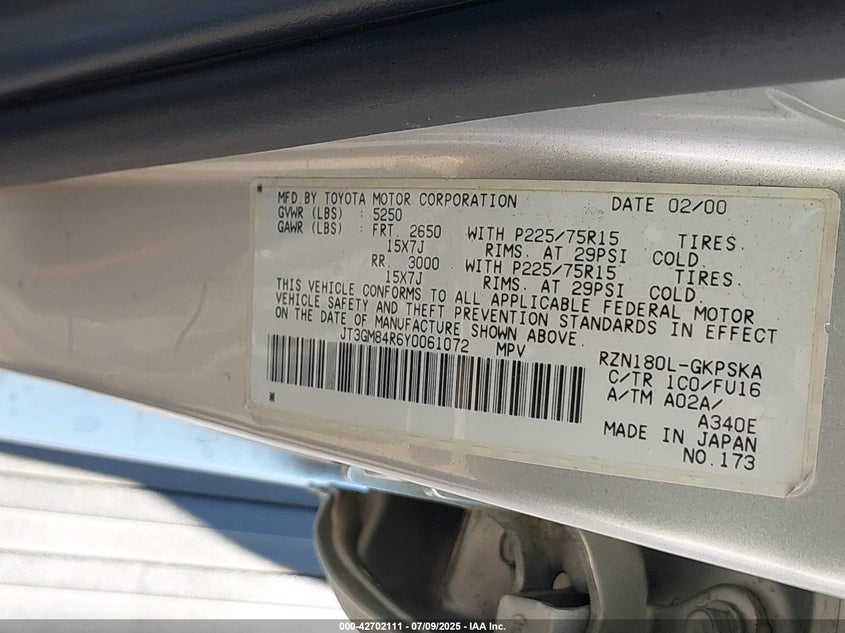 MFD BY TOYOTA MOTOR CORPORATION DATE 02/00
GVWR (LBS) : 5250
GAWR (LBS) : FRT. 2650 WITH P225/75R15 TIRES.
15X7J RIMS. AT 29PSI COLD.
RR. 3000 WITH P225/75R15 TIRES.
15X7J RIMS. AT 29PSI COLD.
THIS VEHICLE CONFORMS TO ALL APPLICABLE FEDERAL MOTOR
VEHICLE SAFETY AND THEFT PREVENTION STANDARDS IN EFFECT
ON THE DATE OF MANUFACTURE SHOWN ABOVE.
JT3GM84R6Y0061072 MPV
RZN180L-GKPSKA
C/TR 1C0/FU16
A/TM A02A/
A340E
MADE IN JAPAN
NO.173
000-42702111 - 07/09/2025 - IAA Inc.